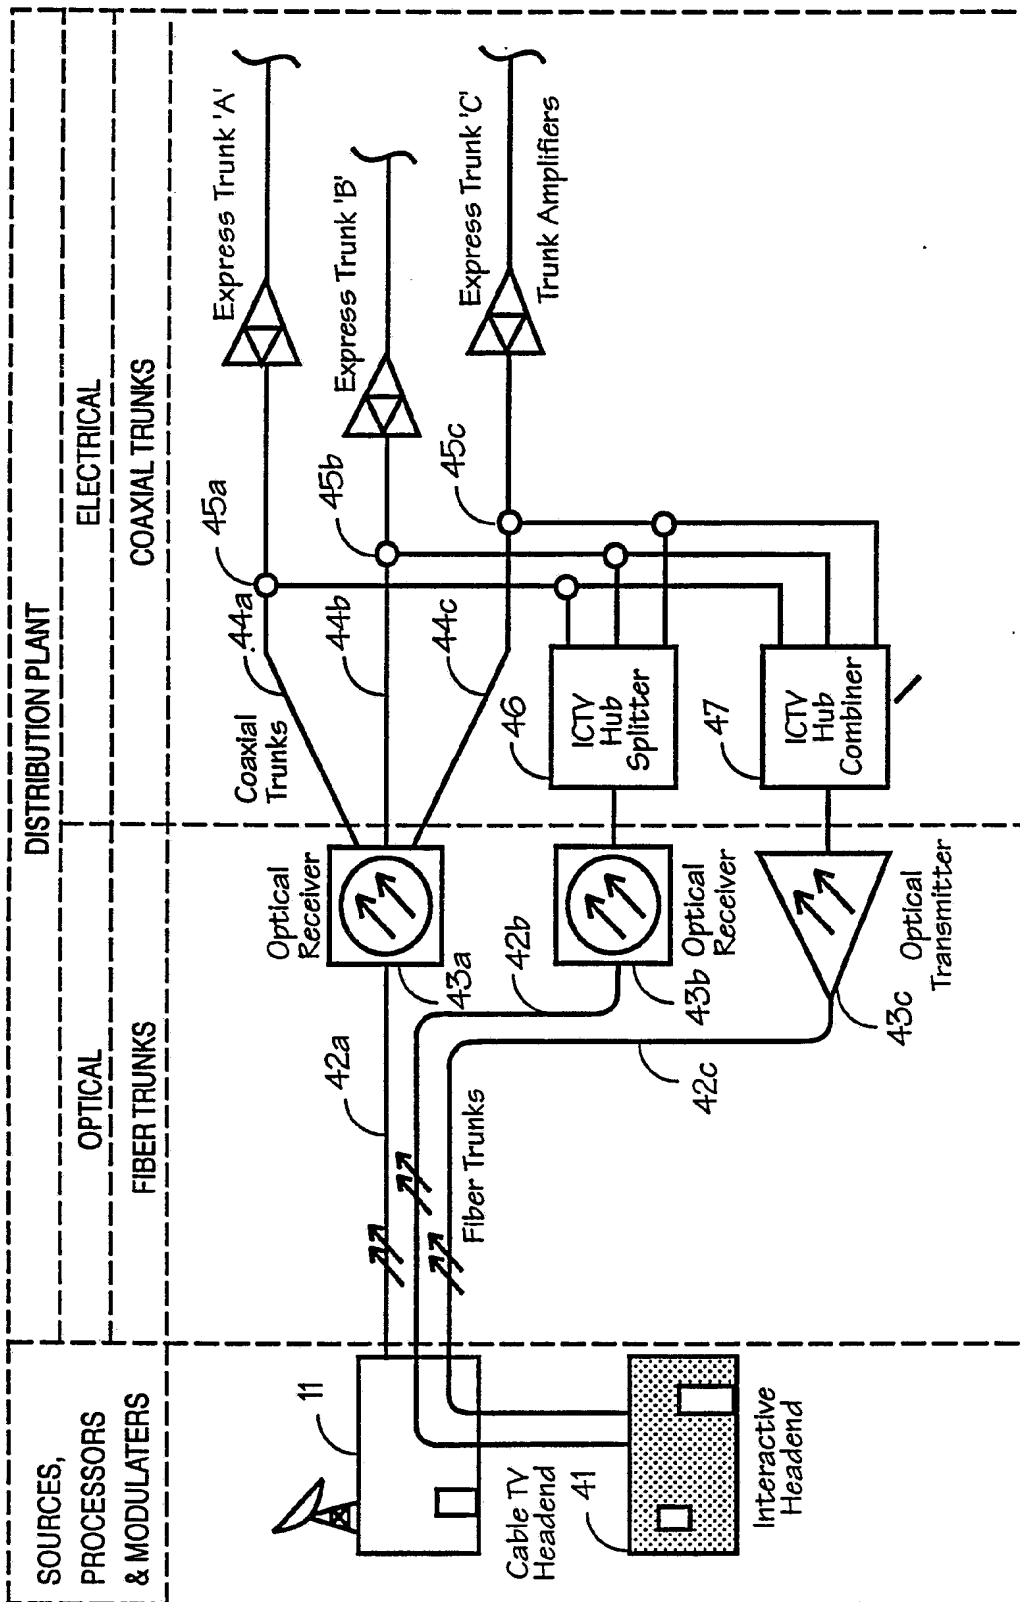 SOURCES,
PROCESSORS
& MODULATERS
DISTRIBUTION PLANT
OPTICAL
ELECTRICAL
FIBER TRUNKS
COAXIAL TRUNKS
11
Cable TV
Headend
41
Interactive
Headend
42a
Fiber Trunks
42b
42c
Optical
Receiver
43a
Optical
Receiver
43b
Optical
Transmitter
43c
Coaxial
Trunks
44a
44b
44c
45a
45b
45c
46
ICTV
Hub
Splitter
47
ICTV
Hub
Combiner
Express Trunk 'A'
Express Trunk 'B'
Express Trunk 'C'
Trunk Amplifiers